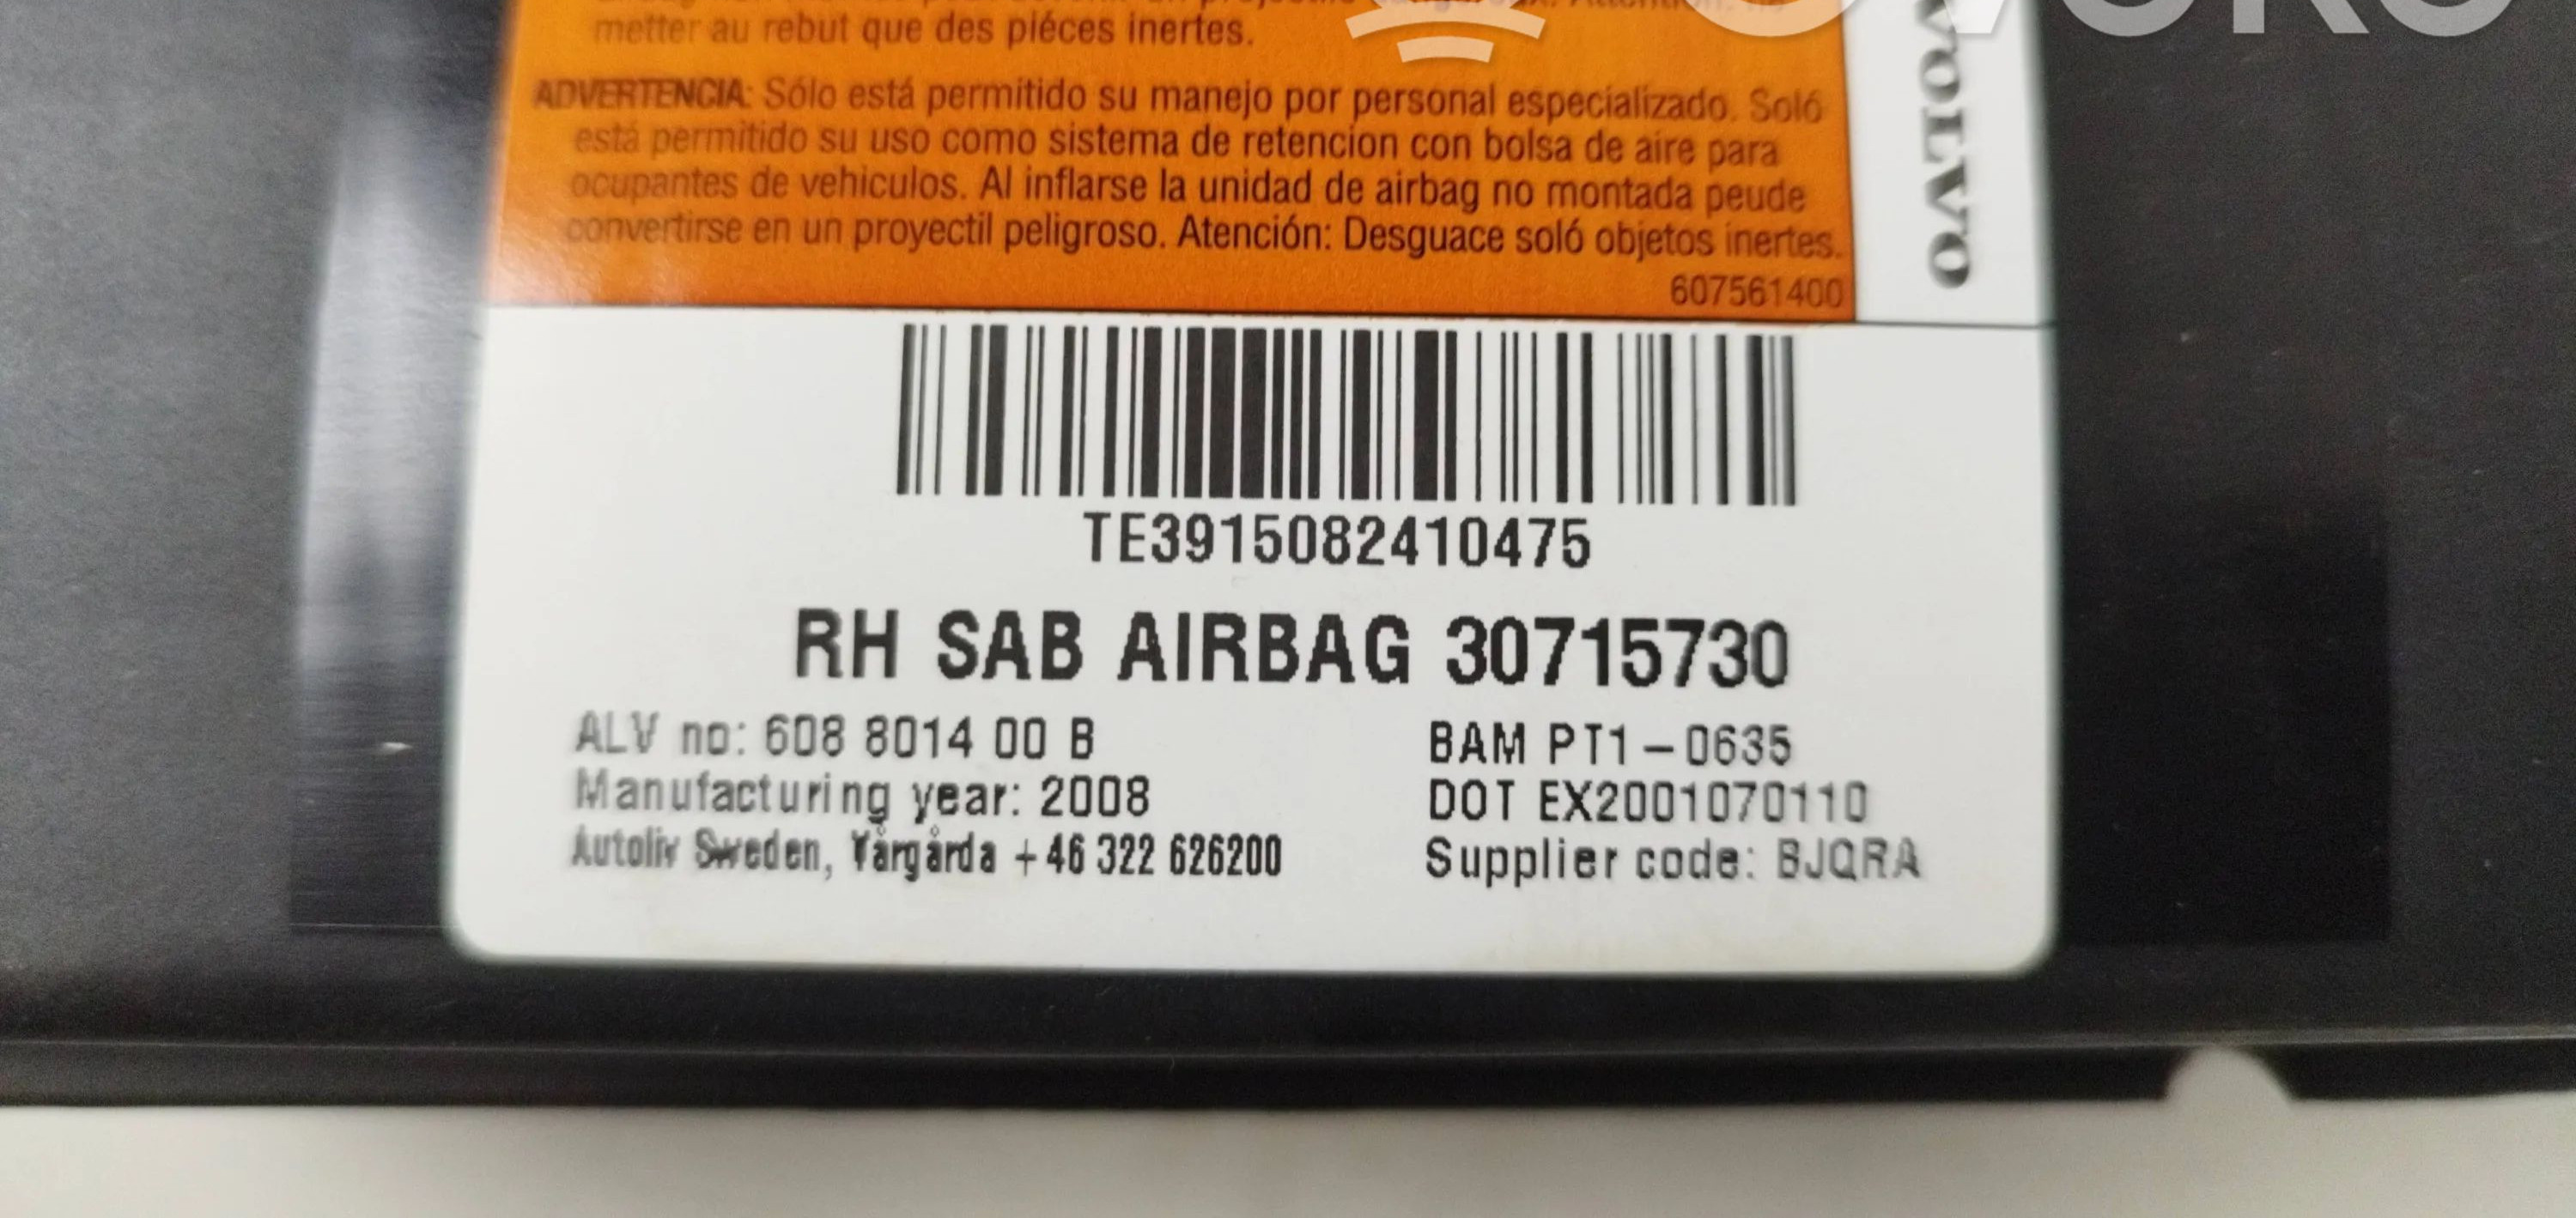 metter au rebut que des piéces inertes.
ADVERTENCIA: Sólo está permitido su manejo por personal especializado. Soló
está permitido su uso como sistema de retencion con bolsa de aire para
ocupantes de vehiculos. Al inflarse la unidad de airbag no montada peude
convertirse en un proyectil peligroso. Atención: Desguace soló objetos inertes.
607561400
VOLVO
TE3915082410475
RH SAB AIRBAG 30715730
ALV no: 608 8014 00 B
BAM PT1-0635
Manufacturing year: 2008
DOT EX2001070110
Autoliv Sweden, Vårgårda +46 322 626200
Supplier code: BJQRA